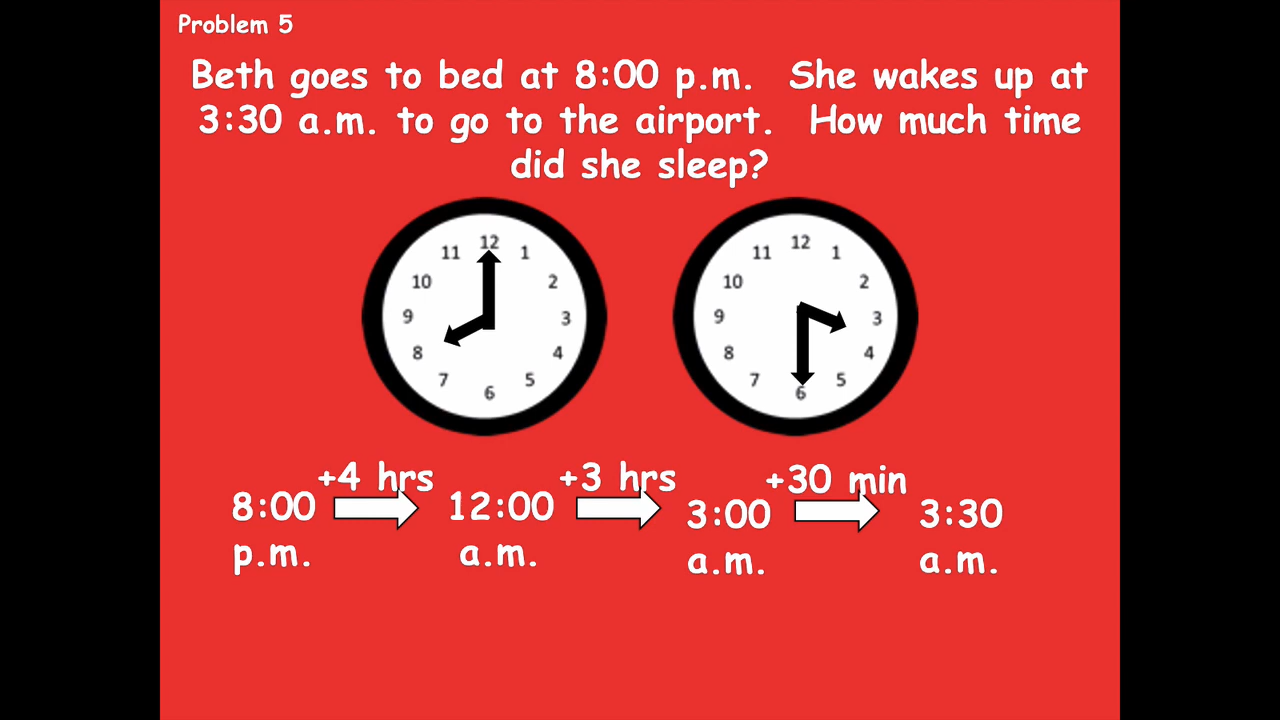 Problem 5
Beth goes to bed at 8:00 p.m. She wakes up at
3:30 a.m. to go to the airport. How much time
did she sleep?
12
11 1
10 2
9 3
8 4
7 5
6
12
11 1
10 2
9 3
8 4
7 5
6
+4 hrs +3 hrs +30 min
8:00 12:00 3:00 3:30
p.m. a.m. a.m. a.m.